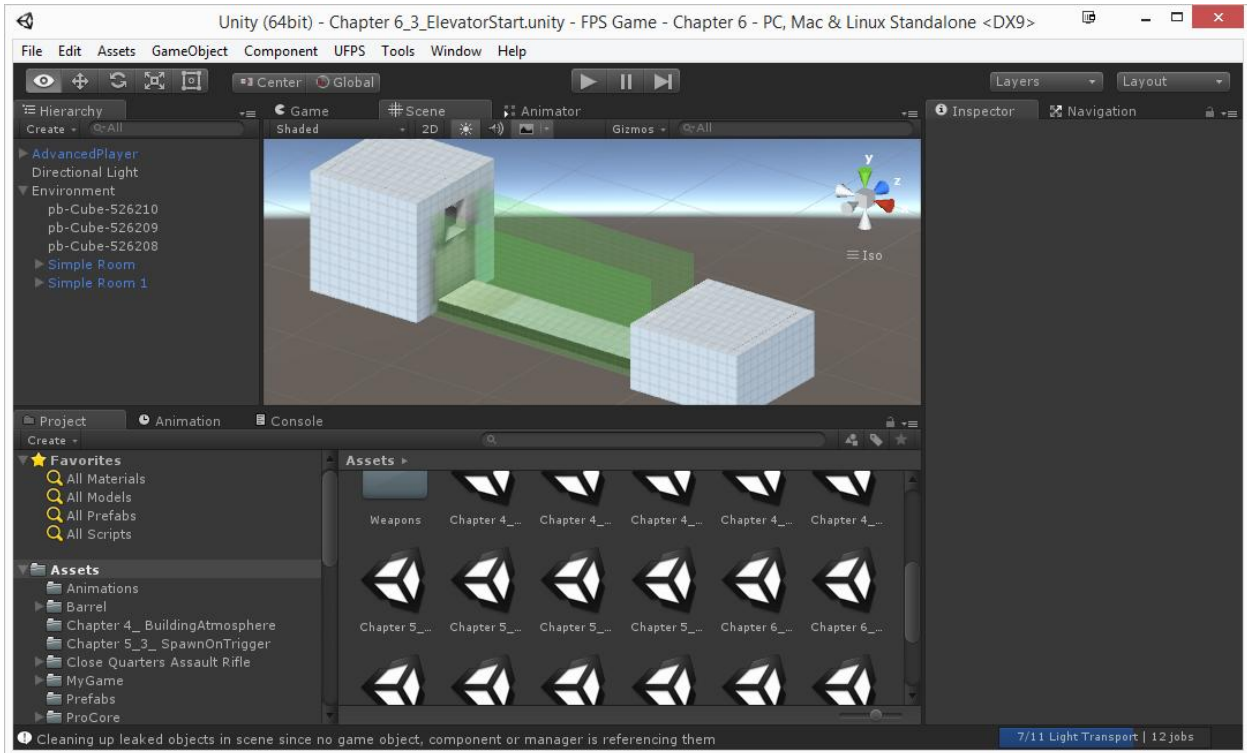 Unity (64bit) - Chapter 6_3_ElevatorStart.unity - FPS Game - Chapter 6 - PC, Mac & Linux Standalone <DX9>
File Edit Assets GameObject Component UFPS Tools Window Help
Center Global Layers Layout
Hierarchy Game Scene Animator Inspector Navigation
Create All Shaded 2D Gizmos All
AdvancedPlayer
Directional Light
Environment
pb-Cube-526210
pb-Cube-526209
pb-Cube-526208
Simple Room
Simple Room 1
y
z
x
Iso
Project Animation Console
Create
Favorites
All Materials
All Models
All Prefabs
All Scripts
Assets
Animations
Barrel
Chapter 4_ BuildingAtmosphere
Chapter 5_3_ SpawnOnTrigger
Close Quarters Assault Rifle
MyGame
Prefabs
ProCore
Assets
Weapons Chapter 4_... Chapter 4_... Chapter 4_... Chapter 4_... Chapter 4_...
Chapter 5_... Chapter 5_... Chapter 5_... Chapter 5_... Chapter 6_... Chapter 6_...
Cleaning up leaked objects in scene since no game object, component or manager is referencing them
7/11 Light Transport | 12 jobs